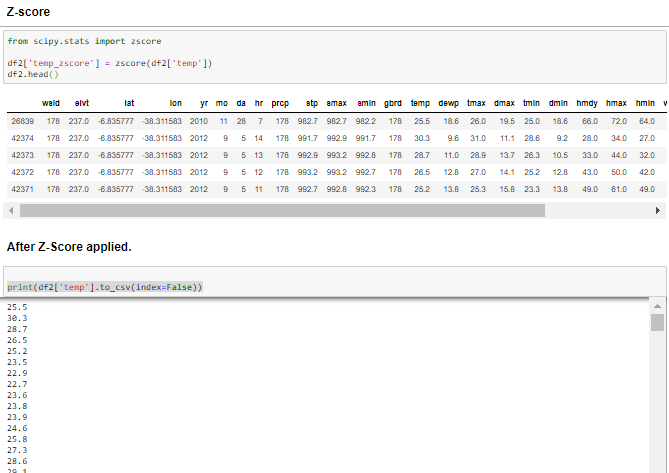 Z-score
from scipy.stats import zscore
df2['temp_zscore'] = zscore(df2['temp'])
df2.head()
wsid elvt lat lon yr mo da hr prcp stp smax smin gbrd temp dewp tmax dmax tmin dmin hmdy hmax hmin
26839 178 237.0 -6.835777 -38.311583 2010 11 28 7 178 982.7 982.7 982.2 178 25.5 18.6 26.0 19.5 25.0 18.6 66.0 72.0 64.0
42374 178 237.0 -6.835777 -38.311583 2012 9 5 14 178 991.7 992.9 991.7 178 30.3 9.6 31.0 11.1 28.6 9.2 28.0 34.0 27.0
42373 178 237.0 -6.835777 -38.311583 2012 9 5 13 178 992.9 993.2 992.8 178 28.7 11.0 28.9 13.7 26.3 10.5 33.0 44.0 32.0
42372 178 237.0 -6.835777 -38.311583 2012 9 5 12 178 993.2 993.2 992.7 178 26.5 12.8 27.0 14.1 25.2 12.8 43.0 50.0 42.0
42371 178 237.0 -6.835777 -38.311583 2012 9 5 11 178 992.7 992.8 992.3 178 25.2 13.8 25.3 15.8 23.3 13.8 49.0 61.0 49.0
After Z-Score applied.
print(df2['temp'].to_csv(index=False))
25.5
30.3
28.7
26.5
25.2
23.5
22.9
22.7
23.6
23.8
23.9
24.6
25.8
27.3
28.6
29.1